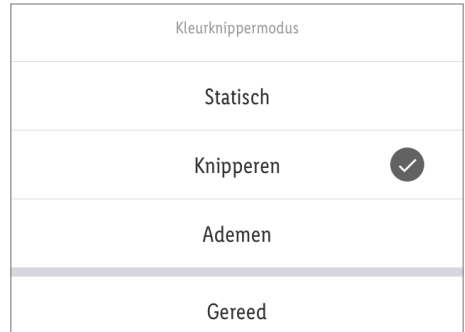 Kleurknippermodus
Statisch
Knipperen
Ademen
Gereed